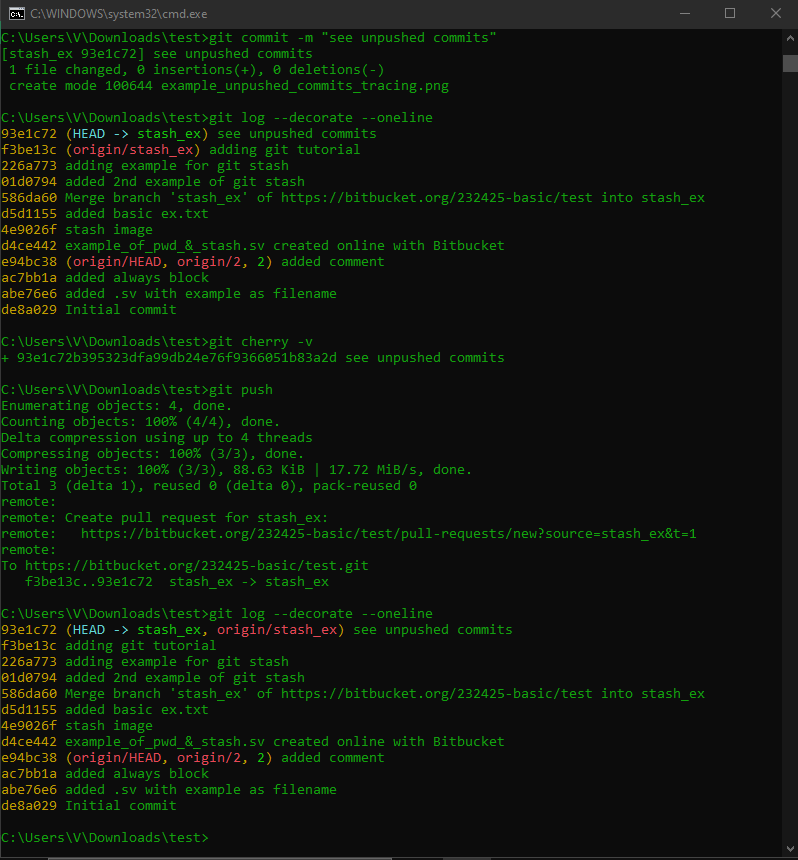 C:\WINDOWS\system32\cmd.exe
C:\Users\V\Downloads\test>git commit -m "see unpushed commits"
[stash_ex 93e1c72] see unpushed commits
 1 file changed, 0 insertions(+), 0 deletions(-)
 create mode 100644 example_unpushed_commits_tracing.png

C:\Users\V\Downloads\test>git log --decorate --oneline
93e1c72 (HEAD -> stash_ex) see unpushed commits
f3be13c (origin/stash_ex) adding git tutorial
226a773 adding example for git stash
01d0794 added 2nd example of git stash
586da60 Merge branch 'stash_ex' of https://bitbucket.org/232425-basic/test into stash_ex
d5d1155 added basic ex.txt
4e9026f stash image
d4ce442 example_of_pwd_&_stash.sv created online with Bitbucket
e94bc38 (origin/HEAD, origin/2, 2) added comment
ac7bb1a added always block
abe76e6 added .sv with example as filename
de8a029 Initial commit

C:\Users\V\Downloads\test>git cherry -v
+ 93e1c72b395323dfa99db24e76f9366051b83a2d see unpushed commits

C:\Users\V\Downloads\test>git push
Enumerating objects: 4, done.
Counting objects: 100% (4/4), done.
Delta compression using up to 4 threads
Compressing objects: 100% (3/3), done.
Writing objects: 100% (3/3), 88.63 KiB | 17.72 MiB/s, done.
Total 3 (delta 1), reused 0 (delta 0), pack-reused 0
remote:
remote: Create pull request for stash_ex:
remote:   https://bitbucket.org/232425-basic/test/pull-requests/new?source=stash_ex&t=1
remote:
To https://bitbucket.org/232425-basic/test.git
   f3be13c..93e1c72  stash_ex -> stash_ex

C:\Users\V\Downloads\test>git log --decorate --oneline
93e1c72 (HEAD -> stash_ex, origin/stash_ex) see unpushed commits
f3be13c adding git tutorial
226a773 adding example for git stash
01d0794 added 2nd example of git stash
586da60 Merge branch 'stash_ex' of https://bitbucket.org/232425-basic/test into stash_ex
d5d1155 added basic ex.txt
4e9026f stash image
d4ce442 example_of_pwd_&_stash.sv created online with Bitbucket
e94bc38 (origin/HEAD, origin/2, 2) added comment
ac7bb1a added always block
abe76e6 added .sv with example as filename
de8a029 Initial commit

C:\Users\V\Downloads\test>